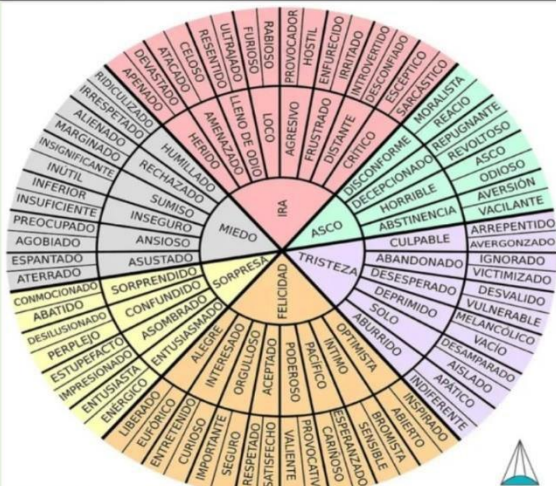 IRA
HERIDO
AMENAZADO
LLENO DE ODIO
LOCO
AGRESIVO
FRUSTRADO
DISTANTE
CRITICO
APENADO
DEVASTADO
ATACADO
CELOSO
RESENTIDO
ULTRAJADO
FURIOSO
RABIOSO
PROVOCADOR
HOSTIL
ENFURECIDO
IRRITADO
INTROVERTIDO
DESCONFIADO
ESCÉPTICO
SARCASTICO
ASCO
DISCONFORME
DECEPCIONADO
HORRIBLE
ABSTINENCIA
MORALISTA
REACIO
REPUGNANTE
REVOLTOSO
ASCO
ODIOSO
AVERSIÓN
VACILANTE
TRISTEZA
CULPABLE
ABANDONADO
DESESPERADO
DEPRIMIDO
SOLO
ABURRIDO
ARREPENTIDO
AVERGONZADO
IGNORADO
VICTIMIZADO
DESVALIDO
VULNERABLE
MELANCÓLICO
VACÍO
DESAMPARADO
AISLADO
APÁTICO
INDIFERENTE
FELICIDAD
OPTIMISTA
INTIMO
PACÍFICO
PODEROSO
ACEPTADO
ORGULLOSO
INTERESADO
ALEGRE
INSPIRADO
ABIERTO
BROMISTA
SENSIBLE
ESPERANZADO
CARIÑOSO
PROVOCATIV
VALIENTE
SATISFECHO
RESPETADO
SEGURO
IMPORTANTE
CURIOSO
ENTRETENIDO
EUFÓRICO
LIBERADO
SORPRESA
ENTUSIASMADO
ASOMBRADO
CONFUNDIDO
SORPRENDIDO
ENÉRGICO
ENTUSIASTA
IMPRESIONADO
ESTUPEFACTO
PERPLEJO
DESILUSIONADO
ABATIDO
CONMOCIONADO
MIEDO
ASUSTADO
ANSIOSO
INSEGURO
SUMISO
RECHAZADO
HUMILLADO
ATERRADO
ESPANTADO
AGOBIADO
PREOCUPADO
INSUFICIENTE
INFERIOR
INÚTIL
INSIGNIFICANTE
MARGINADO
ALIENADO
IRRESPETADO
RIDICULIZADO